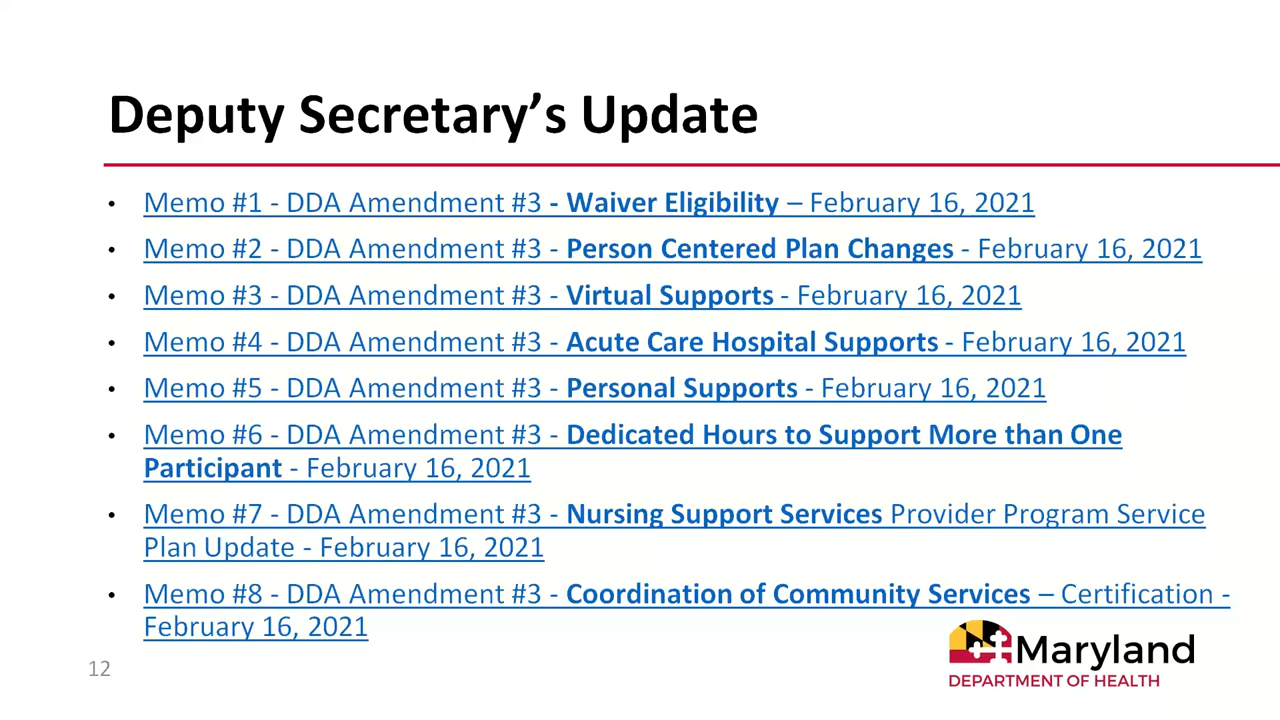 Deputy Secretary’s Update
• Memo #1 - DDA Amendment #3 - Waiver Eligibility – February 16, 2021
• Memo #2 - DDA Amendment #3 - Person Centered Plan Changes - February 16, 2021
• Memo #3 - DDA Amendment #3 - Virtual Supports - February 16, 2021
• Memo #4 - DDA Amendment #3 - Acute Care Hospital Supports - February 16, 2021
• Memo #5 - DDA Amendment #3 - Personal Supports - February 16, 2021
• Memo #6 - DDA Amendment #3 - Dedicated Hours to Support More than One
Participant - February 16, 2021
• Memo #7 - DDA Amendment #3 - Nursing Support Services Provider Program Service
Plan Update - February 16, 2021
• Memo #8 - DDA Amendment #3 - Coordination of Community Services – Certification -
February 16, 2021
12
Maryland
DEPARTMENT OF HEALTH